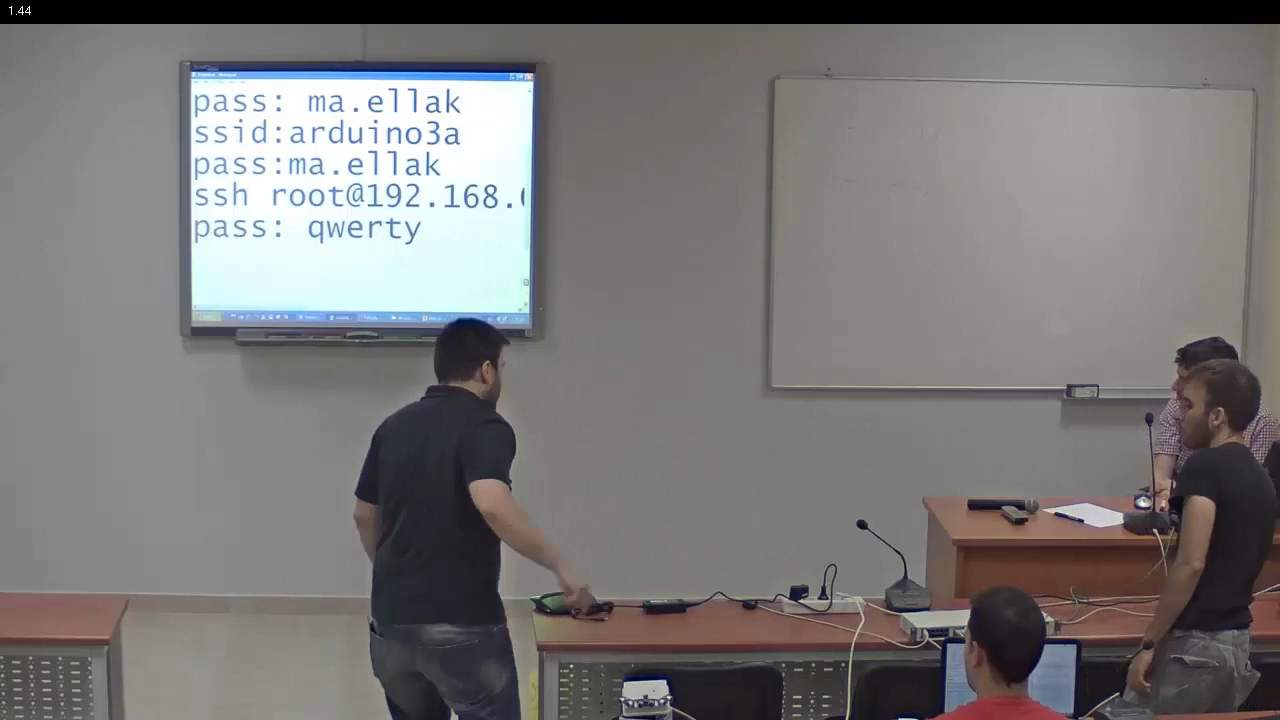 1.44
pass: ma.ellak
ssid:arduino3a
pass:ma.ellak
ssh root@192.168.
pass: qwerty